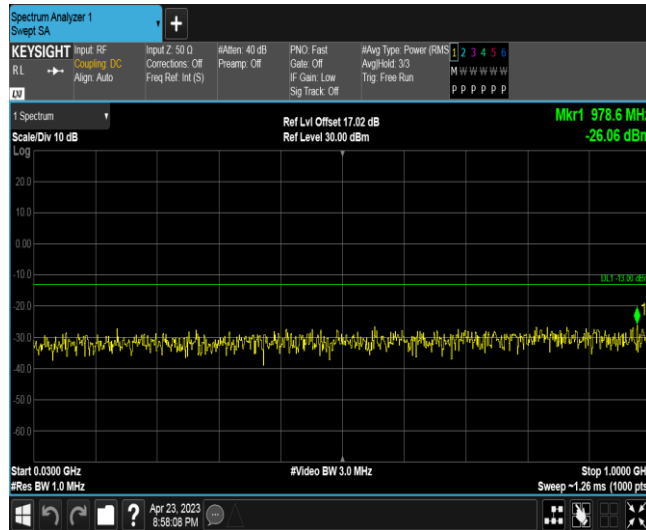 Spectrum Analyzer 1
Swept SA
+
KEYSIGHT Input: RF Input Z: 50 Ω #Atten: 40 dB PNO: Fast #Avg Type: Power (RMS 1 2 3 4 5 6
RL Coupling: DC Corrections: Off Preamp: Off Gate: Off Avg|Hold: 3/3 M W W W W W
Align: Auto Freq Ref: Int (S) IF Gain: Low Trig: Free Run
Sig Track: Off P P P P P P
LXI
1 Spectrum Ref Lvl Offset 17.02 dB Mkr1 978.6 MHz
Scale/Div 10 dB Ref Level 30.00 dBm -26.06 dBm
Log
20.0
10.0
0.00
-10.0
DL1 -13.00 dB
-20.0
1
-30.0
-40.0
-50.0
-60.0
Start 0.0300 GHz #Video BW 3.0 MHz Stop 1.0000 GH
#Res BW 1.0 MHz Sweep ~1.26 ms (1000 pts
? Apr 23, 2023
8:58:08 PM